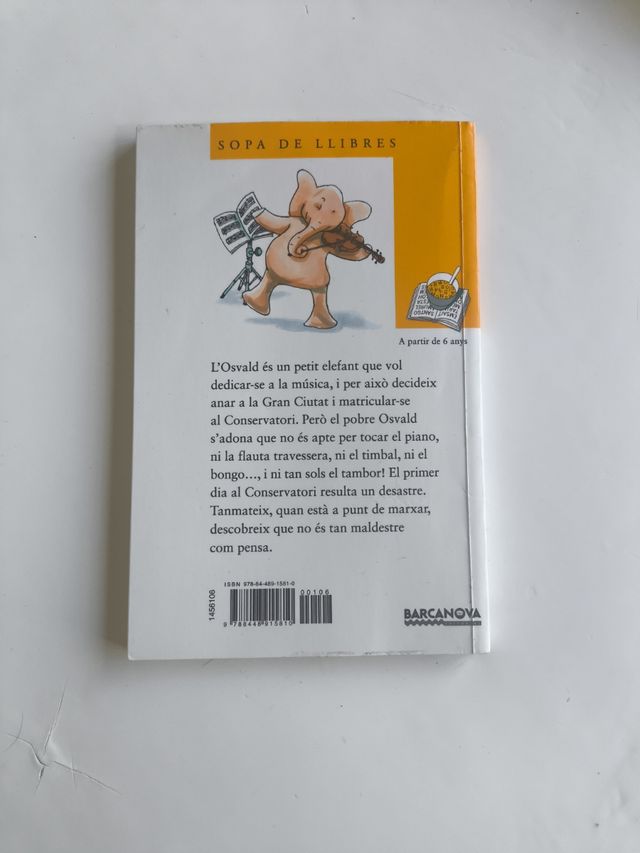 SOPA DE LLIBRES
A partir de 6 anys
L'Osvald és un petit elefant que vol
dedicar-se a la música, i per això decideix
anar a la Gran Ciutat i matricular-se
al Conservatori. Però el pobre Osvald
s'adona que no és apte per tocar el piano,
ni la flauta travessera, ni el timbal, ni el
bongo…, i ni tan sols el tambor! El primer
dia al Conservatori resulta un desastre.
Tanmateix, quan està a punt de marxar,
descobreix que no és tan maldestre
com pensa.
ISBN 978-84-489-1581-0
00106
1456106
9 788448 915810
BARCANOVA